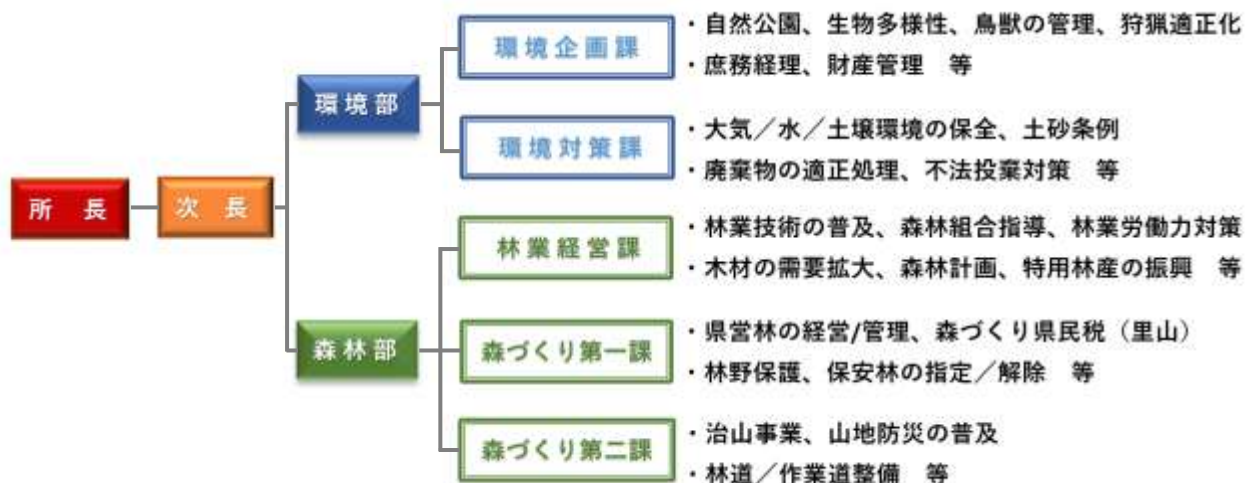 所　長
次　長
環境部
環境企画課
・自然公園、生物多様性、鳥獣の管理、狩猟適正化
・庶務経理、財産管理　等
環境対策課
・大気／水／土壌環境の保全、土砂条例
・廃棄物の適正処理、不法投棄対策　等
森林部
林業経営課
・林業技術の普及、森林組合指導、林業労働力対策
・木材の需要拡大、森林計画、特用林産の振興　等
森づくり第一課
・県営林の経営/管理、森づくり県民税（里山）
・林野保護、保安林の指定／解除　等
森づくり第二課
・治山事業、山地防災の普及
・林道／作業道整備　等